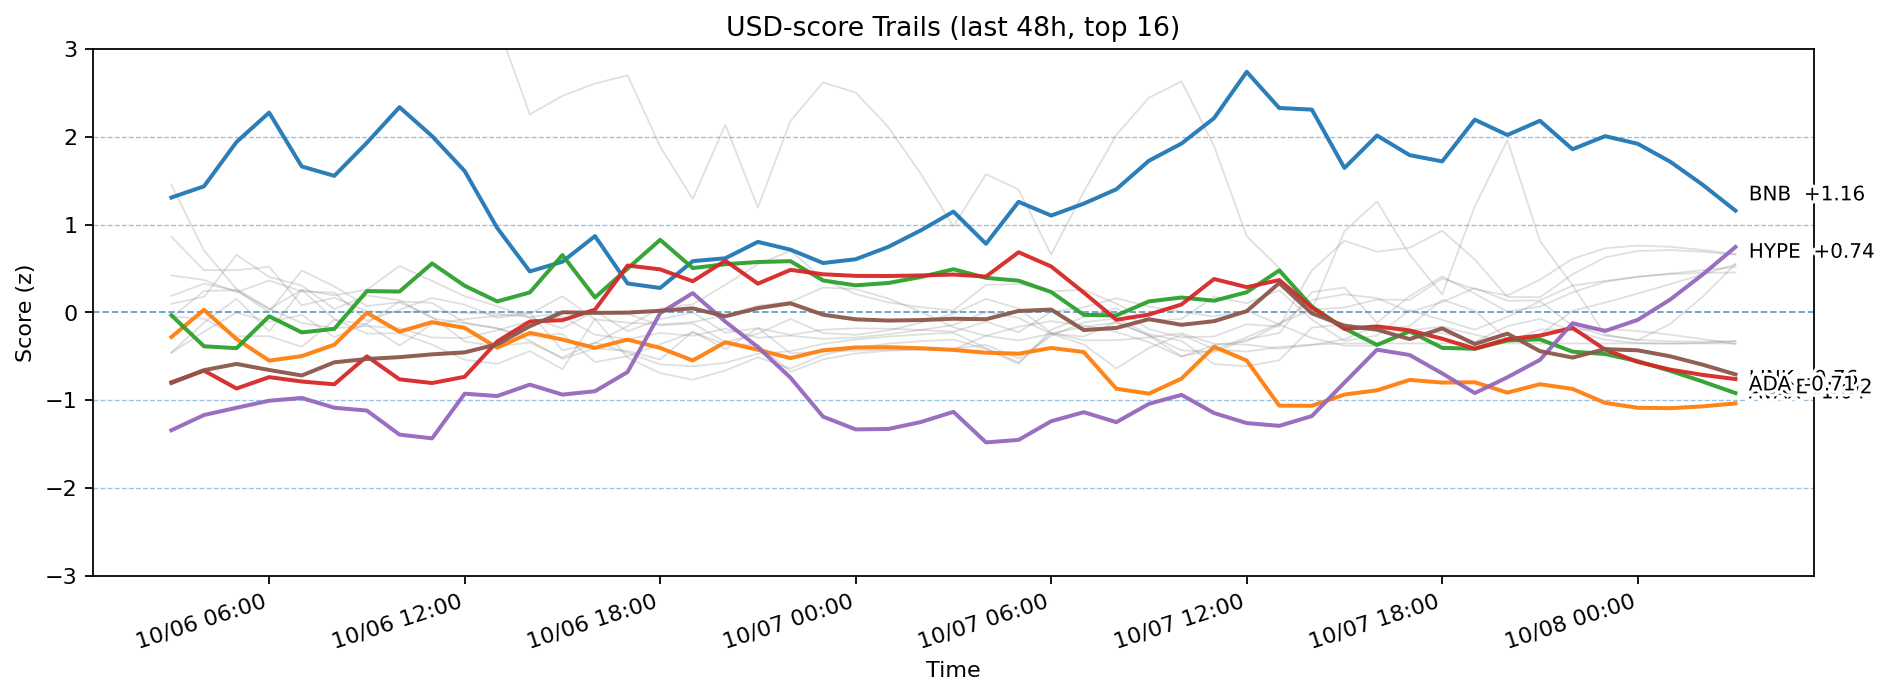 USD-score Trails (last 48h, top 16)
Score (z)
3
2
1
0
−1
−2
−3
BNB +1.16
HYPE +0.74
ADA
10/06 06:00
10/06 12:00
10/06 18:00
10/07 00:00
10/07 06:00
10/07 12:00
10/07 18:00
10/08 00:00
Time